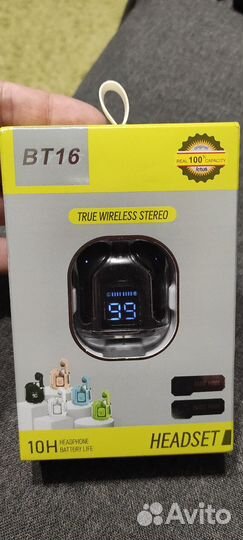 BT16
REAL 100% CAPACITY
TRUE WIRELESS STEREO
99
10H
HEADPHONE
BATTERY LIFE
HEADSET
Avito